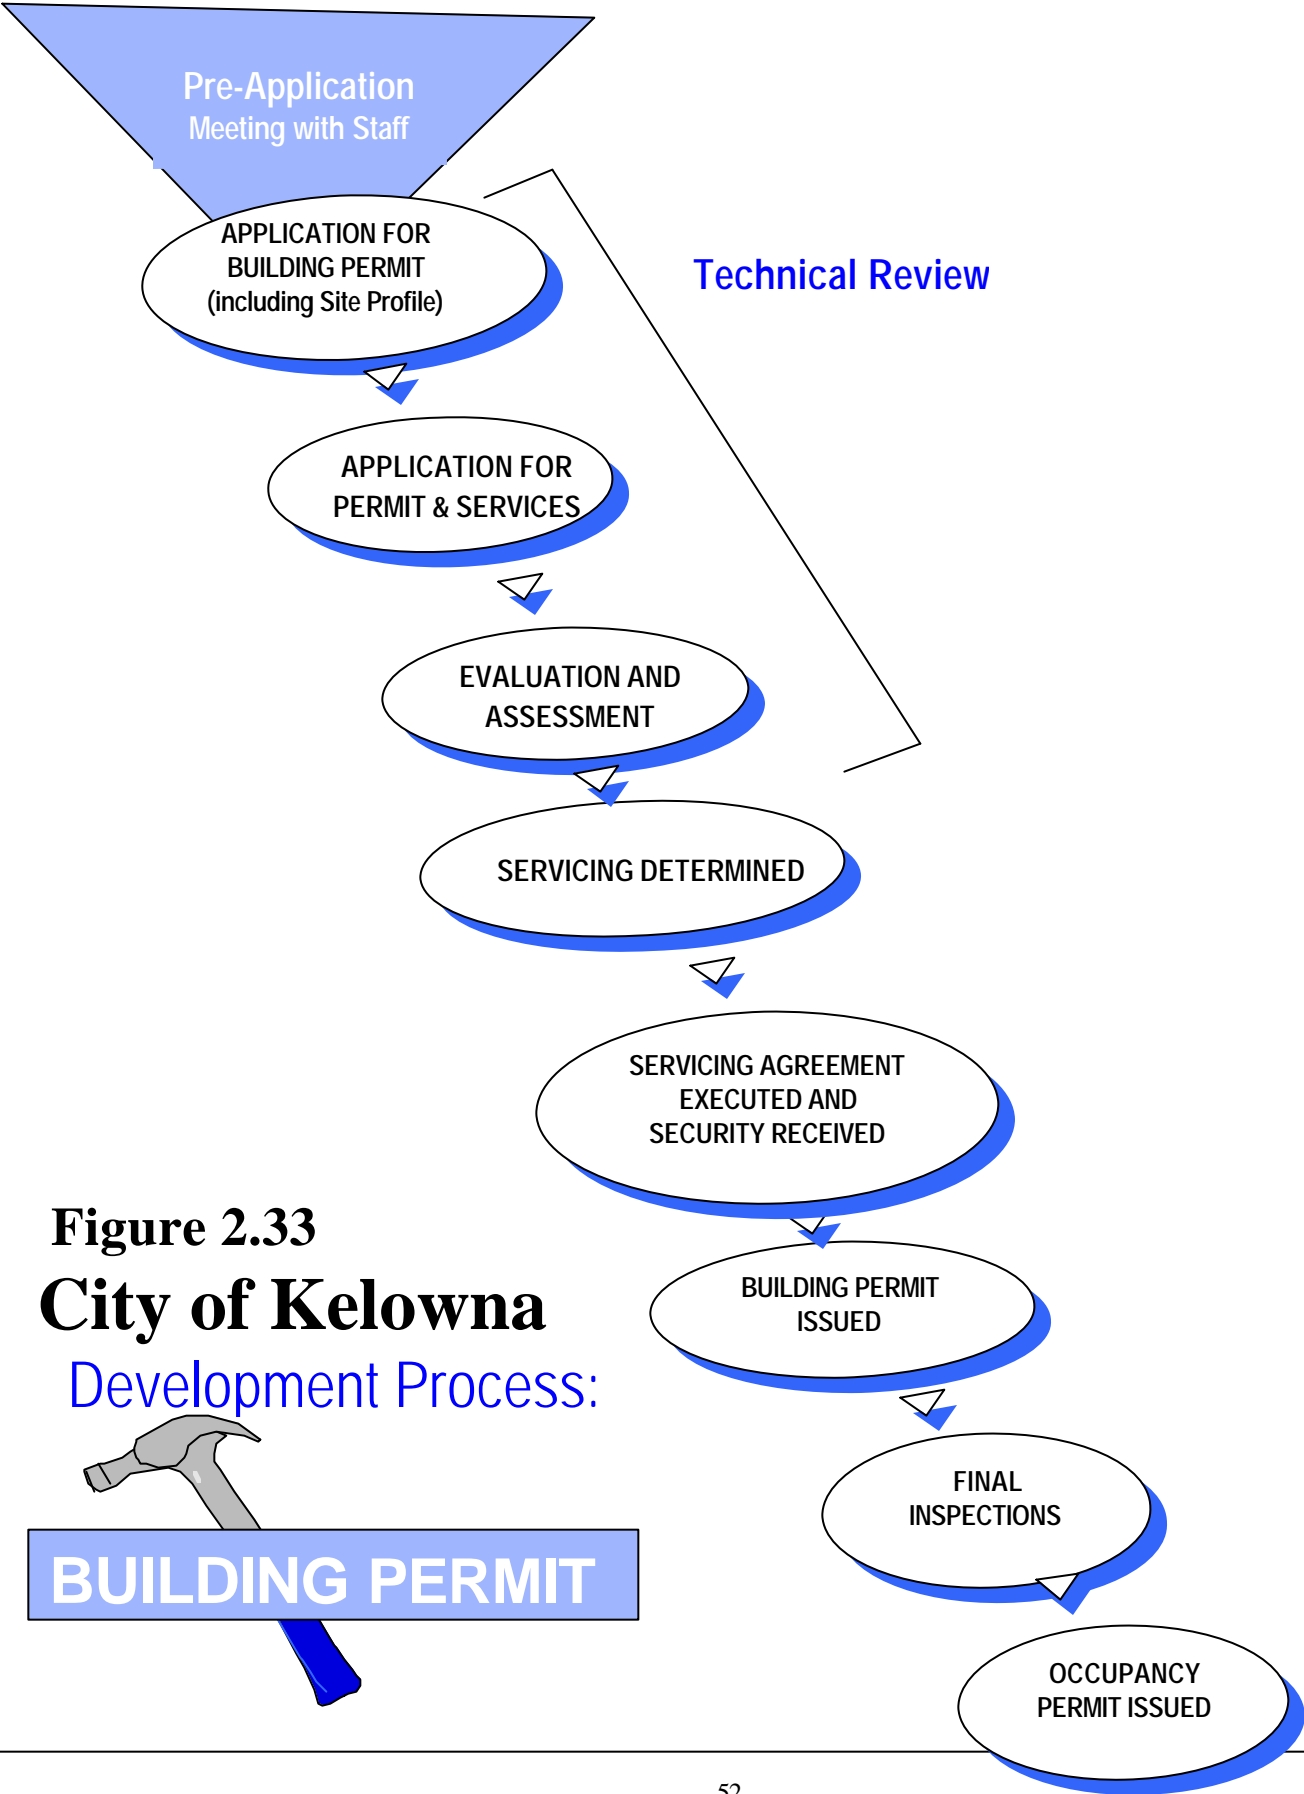 Pre-Application
Meeting with Staff
APPLICATION FOR
BUILDING PERMIT
(including Site Profile)
Technical Review
APPLICATION FOR
PERMIT & SERVICES
EVALUATION AND
ASSESSMENT
SERVICING DETERMINED
SERVICING AGREEMENT
EXECUTED AND
SECURITY RECEIVED
BUILDING PERMIT
ISSUED
FINAL
INSPECTIONS
OCCUPANCY
PERMIT ISSUED
Figure 2.33
City of Kelowna
Development Process:
BUILDING PERMIT
52